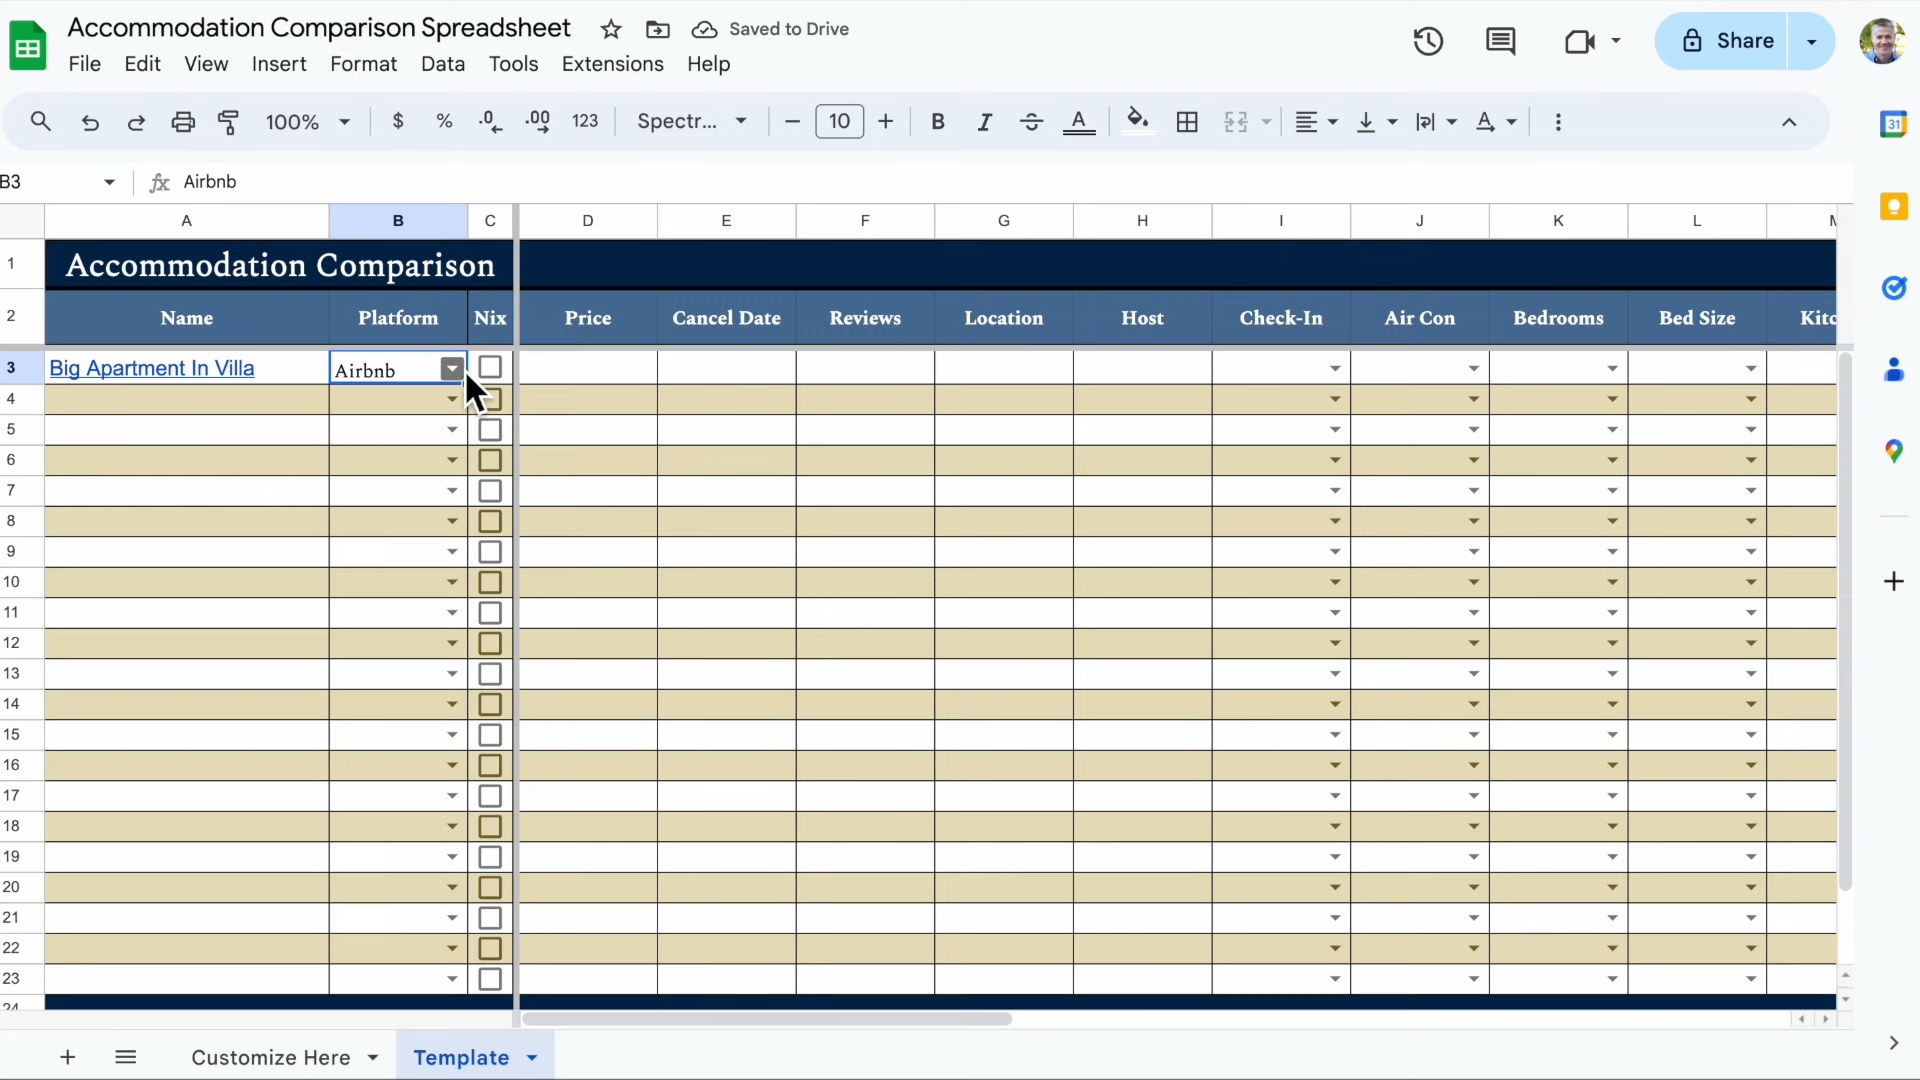 Accommodation Comparison Spreadsheet Saved to Drive
File Edit View Insert Format Data Tools Extensions Help
Share
100% $ % .0 .00 123 Spectr... − 10 + B I S A
31
B3 fx Airbnb
A B C D E F G H I J K L
1 Accommodation Comparison
2 Name Platform Nix Price Cancel Date Reviews Location Host Check-In Air Con Bedrooms Bed Size Kitc
3 Big Apartment In Villa Airbnb
4
5
6
7
8
9
10
11
12
13
14
15
16
17
18
19
20
21
22
23
24
+ Customize Here Template